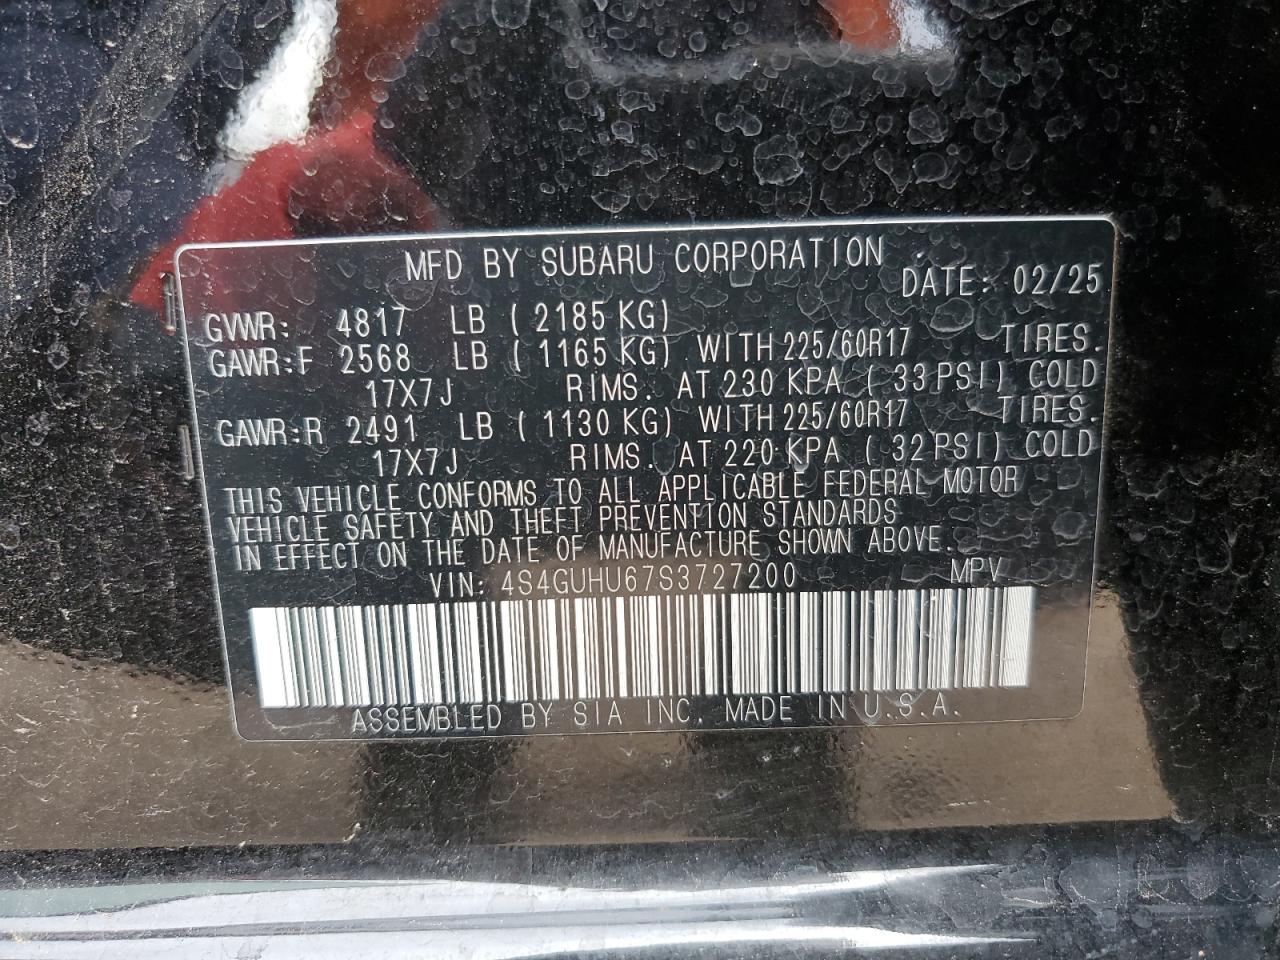 MFD BY SUBARU CORPORATION DATE: 02/25
GVWR: 4817 LB (2185 KG)
GAWR:F 2568 LB (1165 KG) WITH 225/60R17 TIRES.
17X7J RIMS. AT 230 KPA (33 PSI) COLD
GAWR:R 2491 LB (1130 KG) WITH 225/60R17 TIRES.
17X7J RIMS. AT 220 KPA (32 PSI) COLD
THIS VEHICLE CONFORMS TO ALL APPLICABLE FEDERAL MOTOR
VEHICLE SAFETY AND THEFT PREVENTION STANDARDS
IN EFFECT ON THE DATE OF MANUFACTURE SHOWN ABOVE.
VIN: 4S4GUHU67S3727200 MPV
ASSEMBLED BY SIA INC. MADE IN U.S.A.